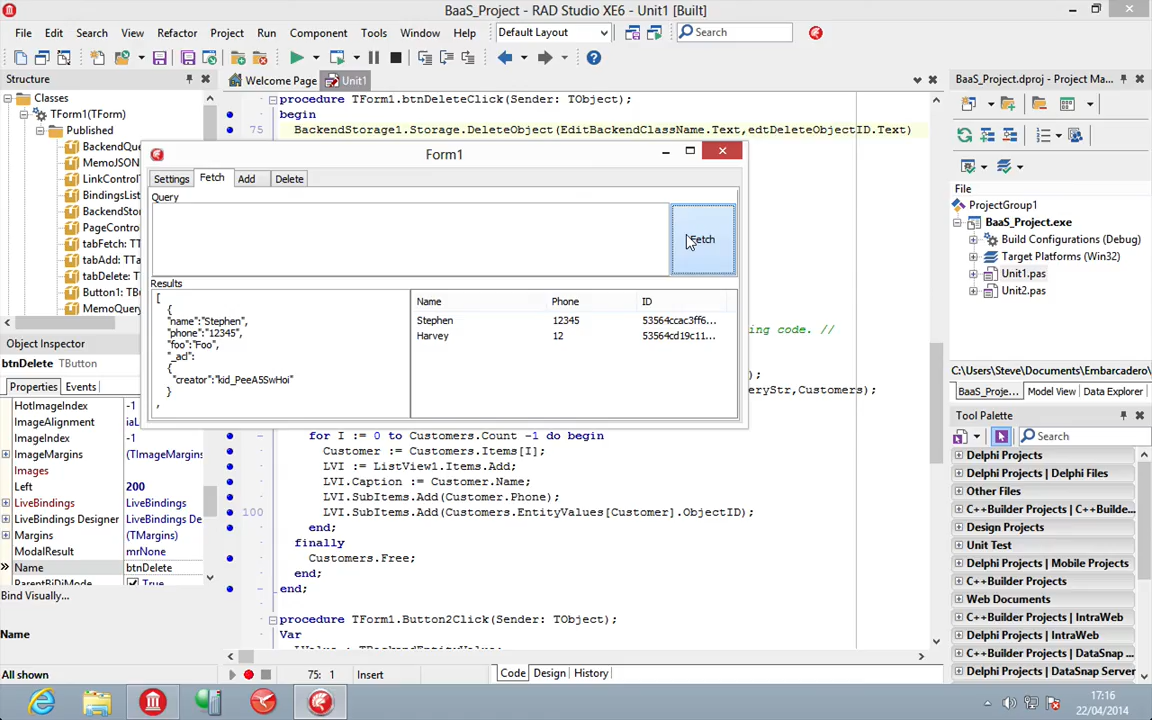 BaaS_Project - RAD Studio XE6 - Unit1 [Built]
File Edit Search View Refactor Project Run Component Tools Window Help Default Layout Search
Structure
Welcome Page Unit1
BaaS_Project.dproj - Project Ma...
Classes
TForm1(TForm)
Published
BackendQue
MemoJSON
LinkControl
BindingsList
BackendSto
PageContro
tabFetch: TT
tabAdd: TTa
tabDelete:
Button1: TB
MemoQuery
procedure TForm1.btnDeleteClick(Sender: TObject);
begin
75 BackendStorage1.Storage.DeleteObject(EditBackendClassName.Text,edtDeleteObjectID.Text)
Form1
Settings Fetch Add Delete
Query
Fetch
Results
[
{
"name":"Stephen",
"phone":"12345",
"foo":"Foo",
"_acl":
{
"creator":"kid_PeeA5SwHoi"
}
,
Name Phone ID
Stephen 12345 53564ccac3ff6...
Harvey 12 53564cd19c11...
ing code. //
);
eryStr,Customers);
for I := 0 to Customers.Count -1 do begin
Customer := Customers.Items[I];
LVI := ListView1.Items.Add;
LVI.Caption := Customer.Name;
LVI.SubItems.Add(Customer.Phone);
100 LVI.SubItems.Add(Customers.EntityValues[Customer].ObjectID);
end;
finally
Customers.Free;
end;
end;
procedure TForm1.Button2Click(Sender: TObject);
Var
75: 1 Insert
Code Design History
Object Inspector
btnDelete TButton
Properties Events
HotImageIndex -1
ImageAlignment iaL
ImageIndex -1
ImageMargins (TImageMargins
Images
Left 200
LiveBindings LiveBindings
LiveBindings Designer LiveBindings De
Margins (TMargins)
ModalResult mrNone
Name btnDelete
ParentBiDiMode True
Bind Visually...
Name
All shown
File
ProjectGroup1
BaaS_Project.exe
Build Configurations (Debug)
Target Platforms (Win32)
Unit1.pas
Unit2.pas
C:\Users\Steve\Documents\Embarcadero\
BaaS_Proje... Model View Data Explorer
Tool Palette
Search
Delphi Projects
Delphi Projects | Delphi Files
Other Files
C++Builder Projects | C++Builde...
Design Projects
Unit Test
Delphi Projects | Mobile Projects
C++Builder Projects
Web Documents
C++Builder Projects | IntraWeb
Delphi Projects | IntraWeb
C++Builder Projects | DataSnap ...
Delphi Projects | DataSnap Server
17:16
22/04/2014